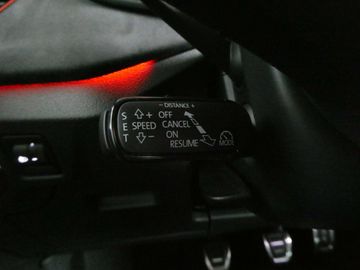 – DISTANCE +
S ⇧ + OFF
E SPEED CANCEL
T ⇩ – ON
RESUME MODE